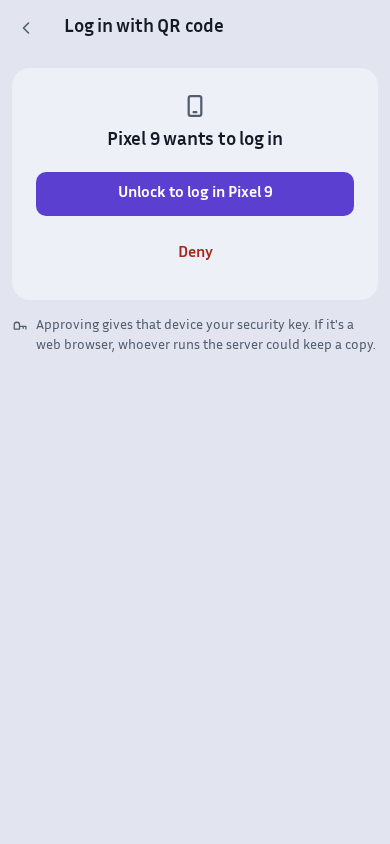 Log in with QR code
Pixel 9 wants to log in
Unlock to log in Pixel 9
Deny
Approving gives that device your security key. If it's a
web browser, whoever runs the server could keep a copy.